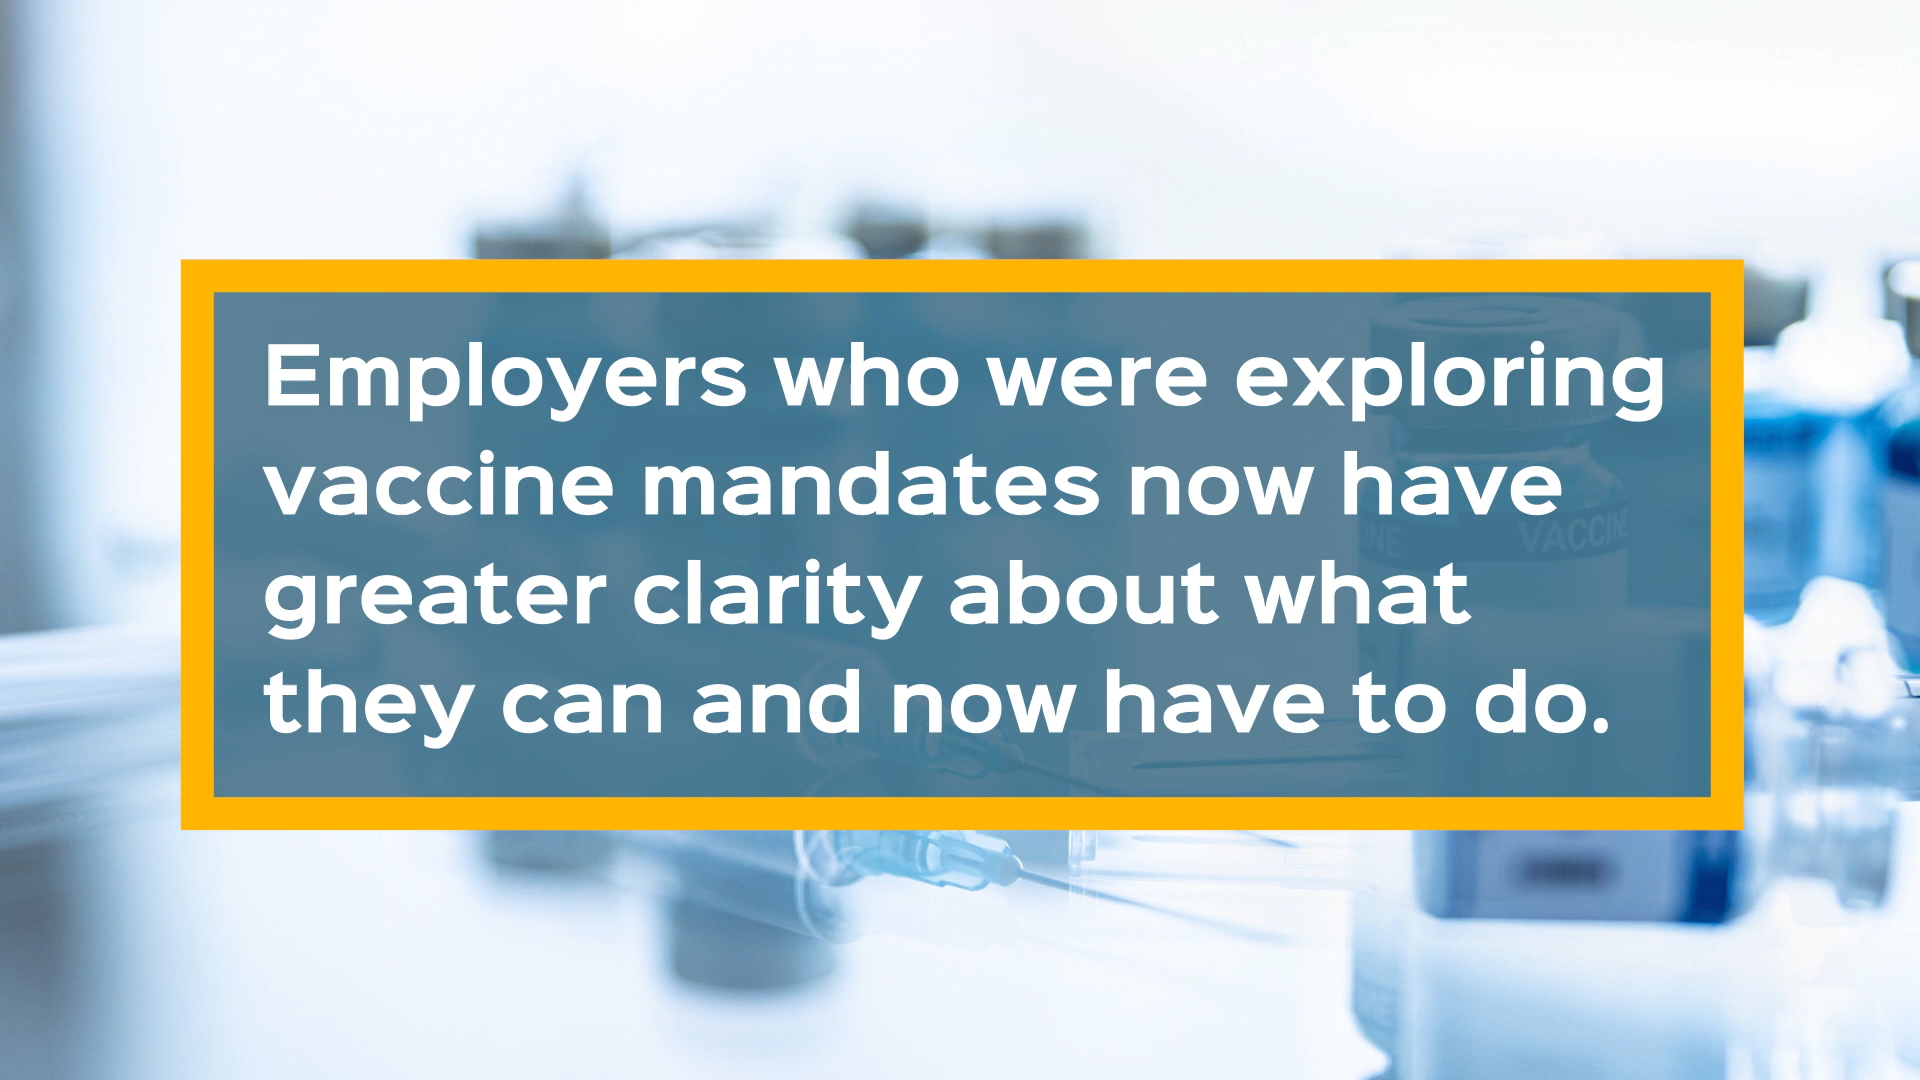 Employers who were exploring
vaccine mandates now have
greater clarity about what
they can and now have to do.
VACCINE